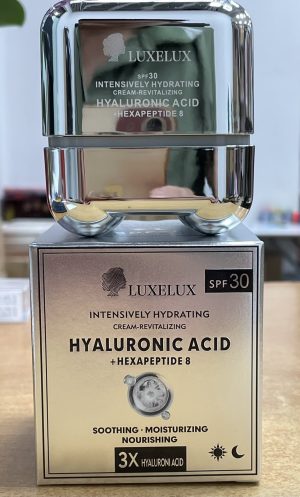 LUXELUX
SPF30
INTENSIVELY HYDRATING
CREAM-REVITALIZING
HYALURONIC ACID
+HEXAPEPTIDE 8
LUXELUX
SPF 30
INTENSIVELY HYDRATING
CREAM-REVITALIZING
HYALURONIC ACID
+HEXAPEPTIDE 8
SOOTHING · MOISTURIZING
NOURISHING
3X HYALURONI ACID